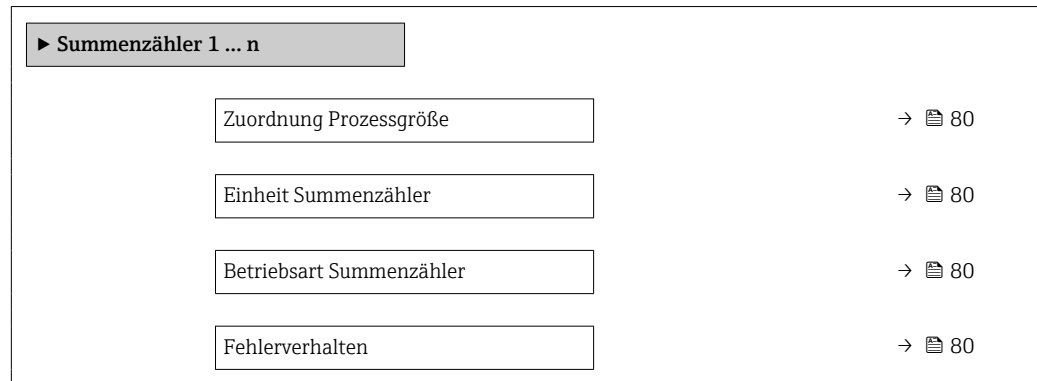 ▶ Summenzähler 1 ... n
Zuordnung Prozessgröße → 80
Einheit Summenzähler → 80
Betriebsart Summenzähler → 80
Fehlerverhalten → 80